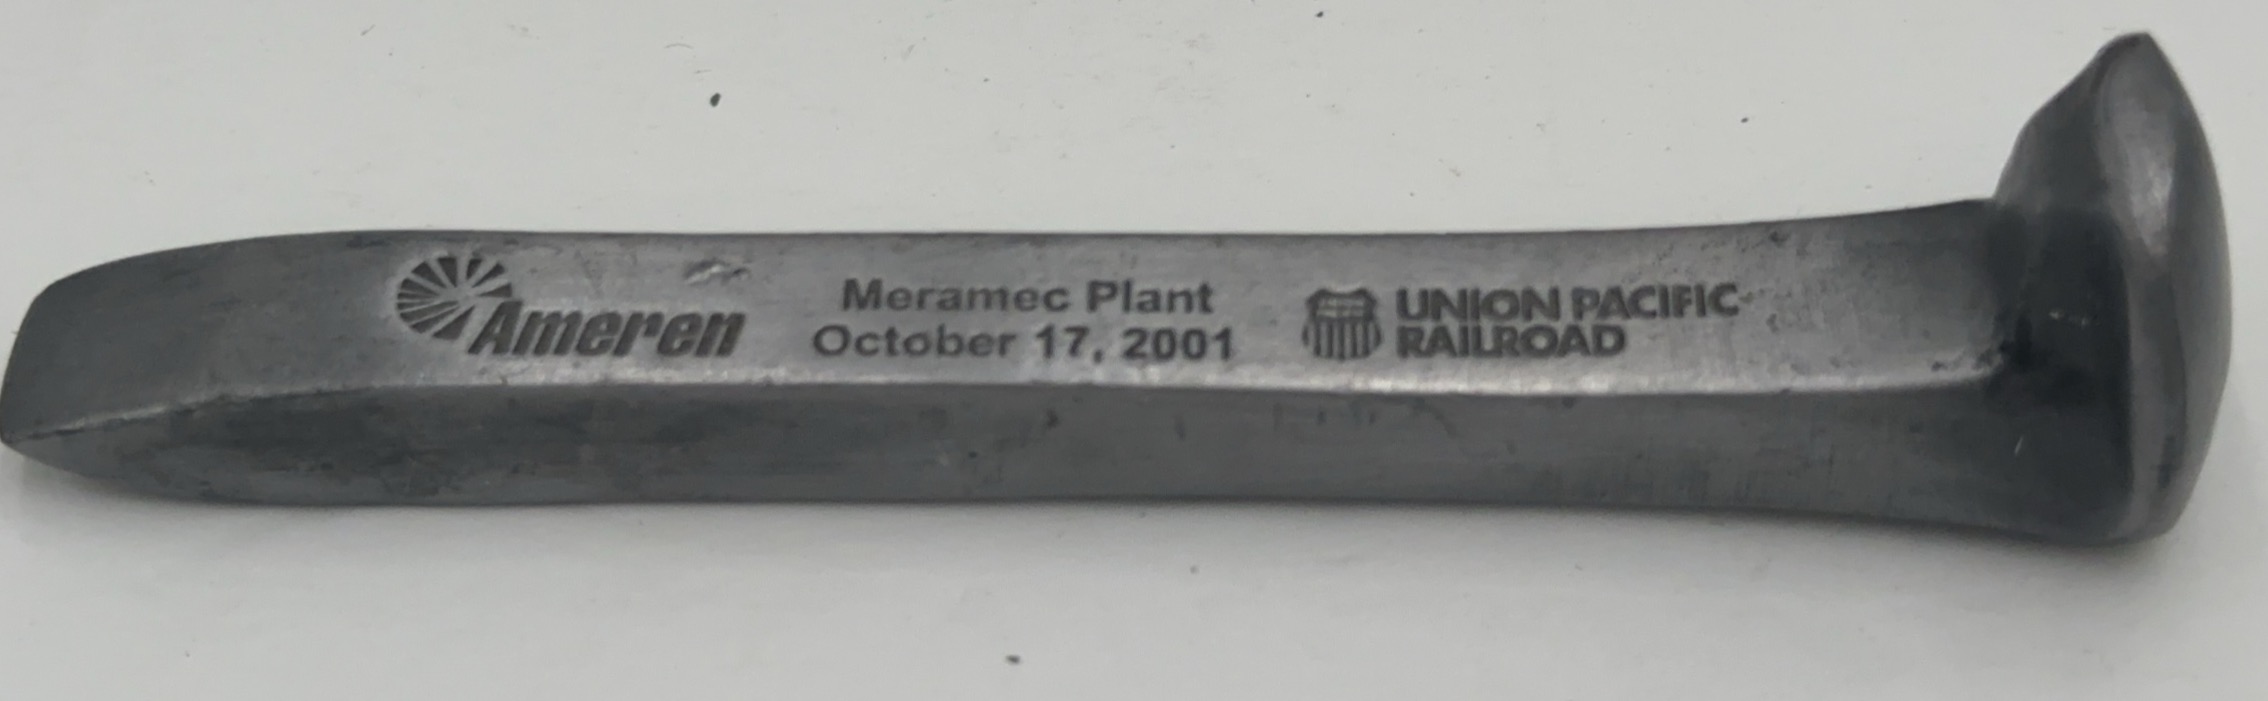 Ameren
Meramec Plant
October 17, 2001
UNION PACIFIC
RAILROAD